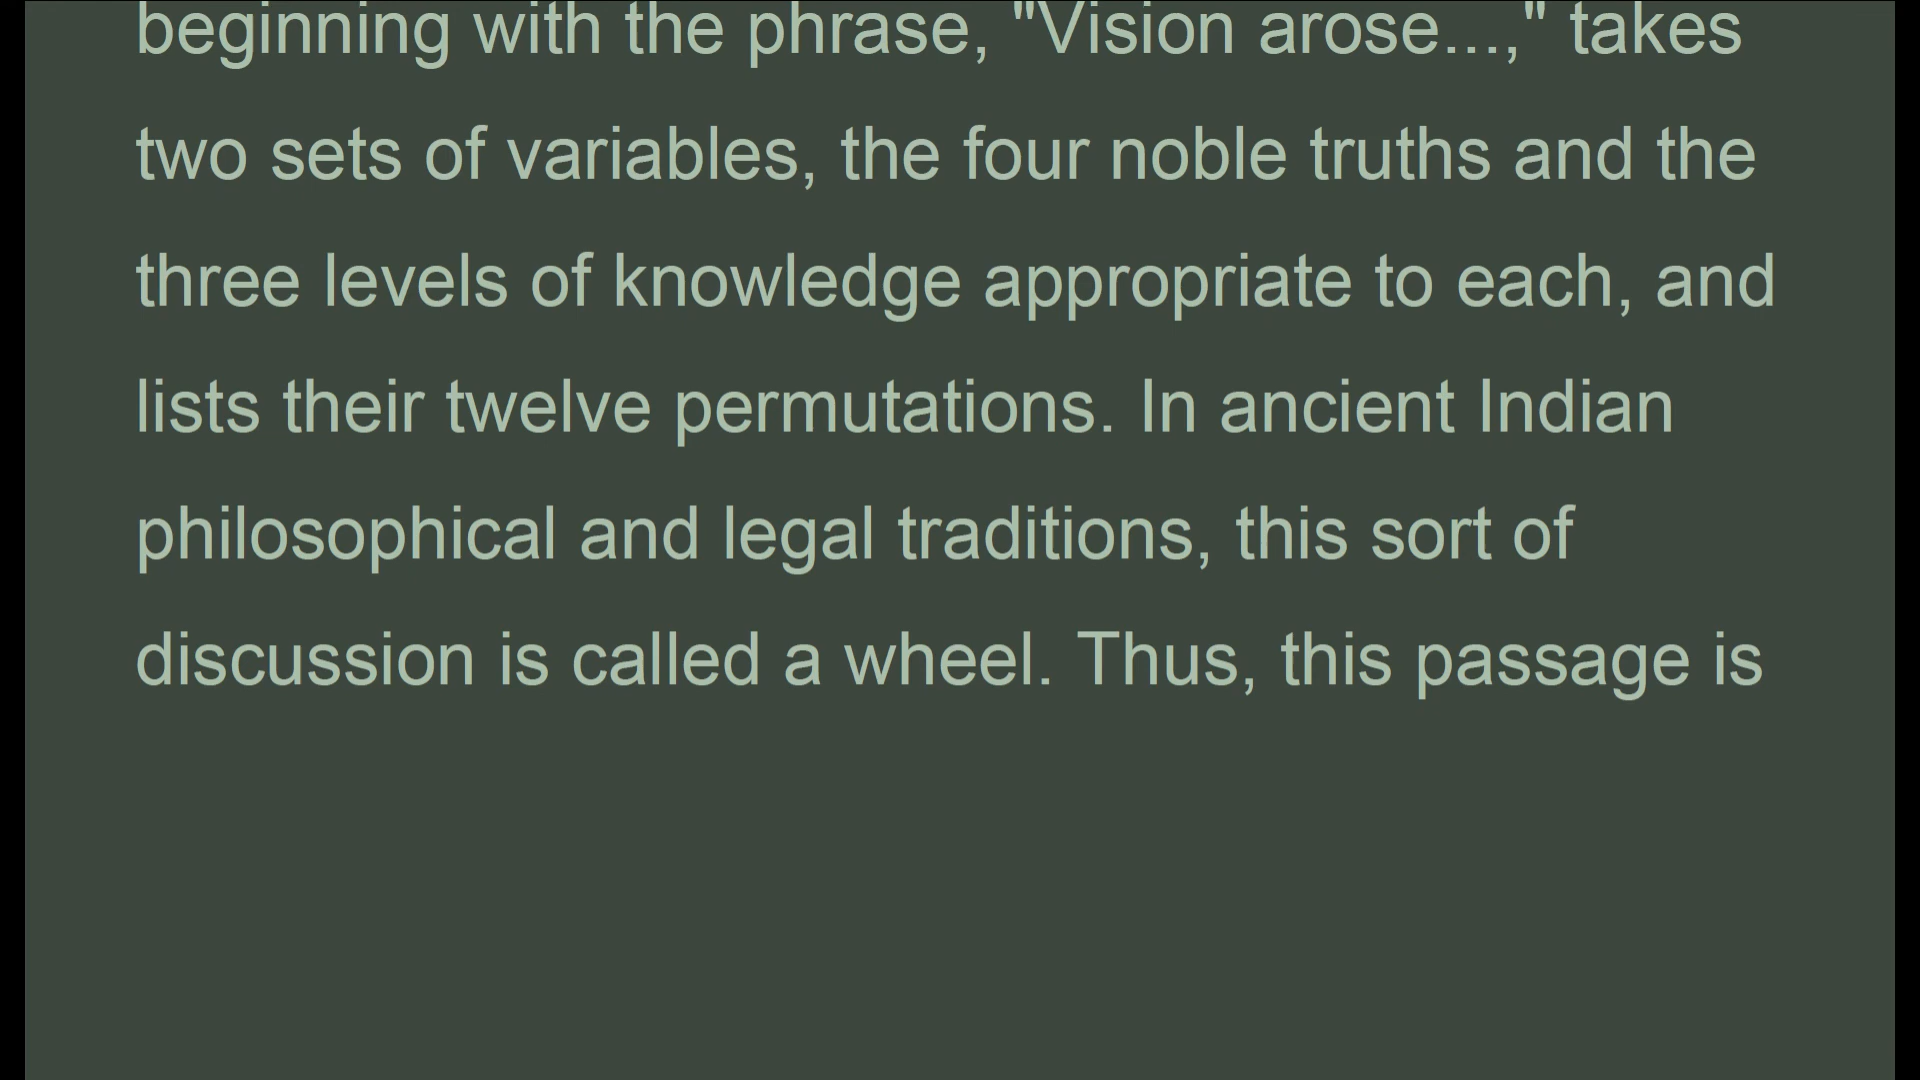 beginning with the phrase, "Vision arose...," takes
two sets of variables, the four noble truths and the
three levels of knowledge appropriate to each, and
lists their twelve permutations. In ancient Indian
philosophical and legal traditions, this sort of
discussion is called a wheel. Thus, this passage is